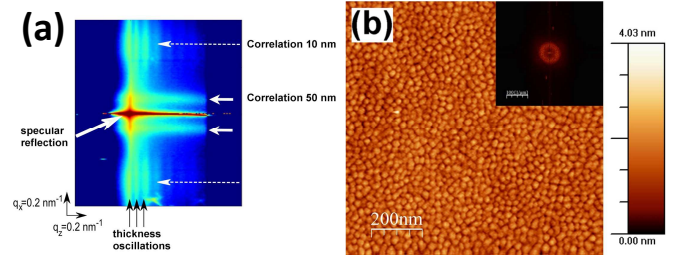 (a)
Correlation 10 nm
Correlation 50 nm
specular
reflection
qx=0.2 nm-1
qz=0.2 nm-1
thickness
oscillations
(b)
200nm
4.03 nm
0.00 nm